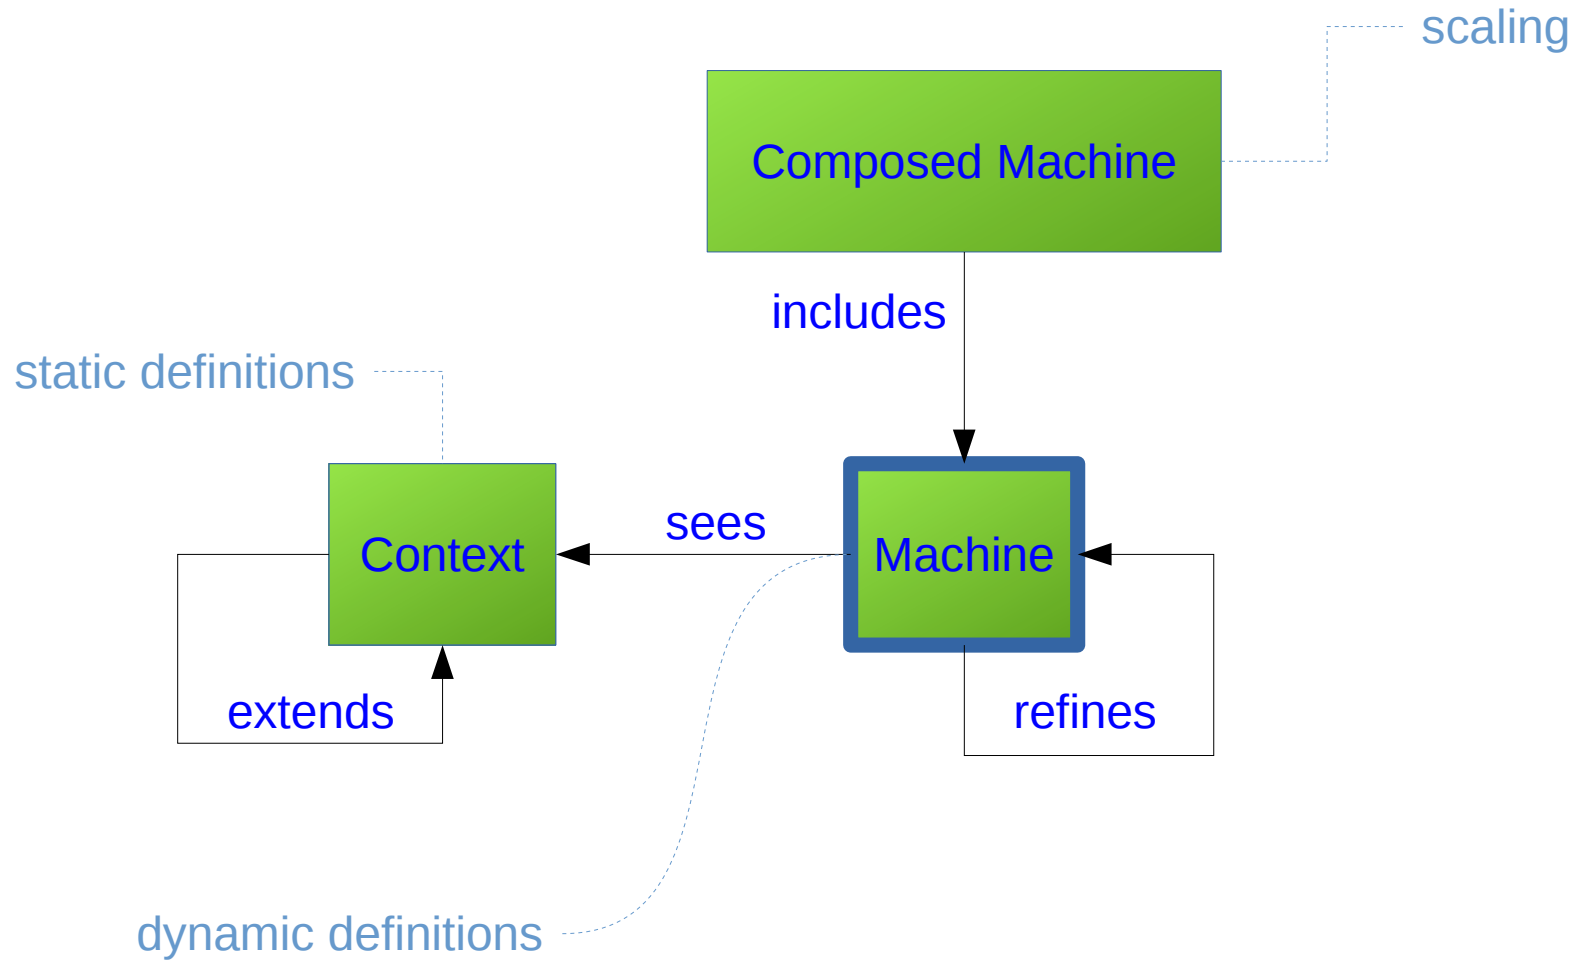 scaling
Composed Machine
includes
static definitions
sees
Context
Machine
extends
refines
dynamic definitions